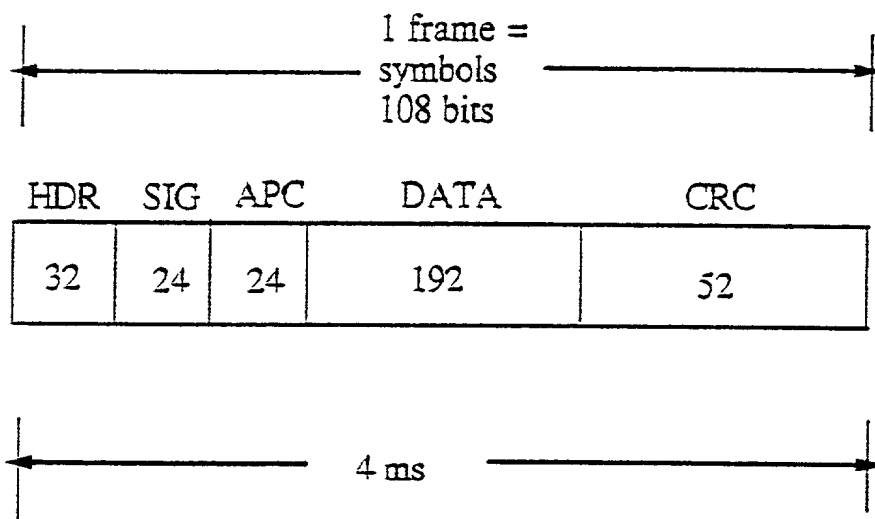 1 frame =
symbols
108 bits
HDR SIG APC DATA CRC
32 24 24 192 52
4 ms